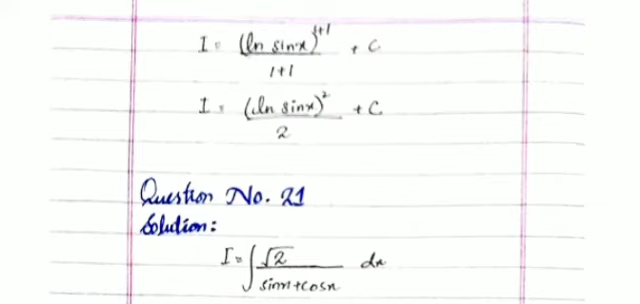 I = (ln sinx)^{1+1} / 1+1 + C
I = (ln sinx)^2 / 2 + C
Question No. 21
Solution:
I = ∫ √2 / sinx+cosx dx